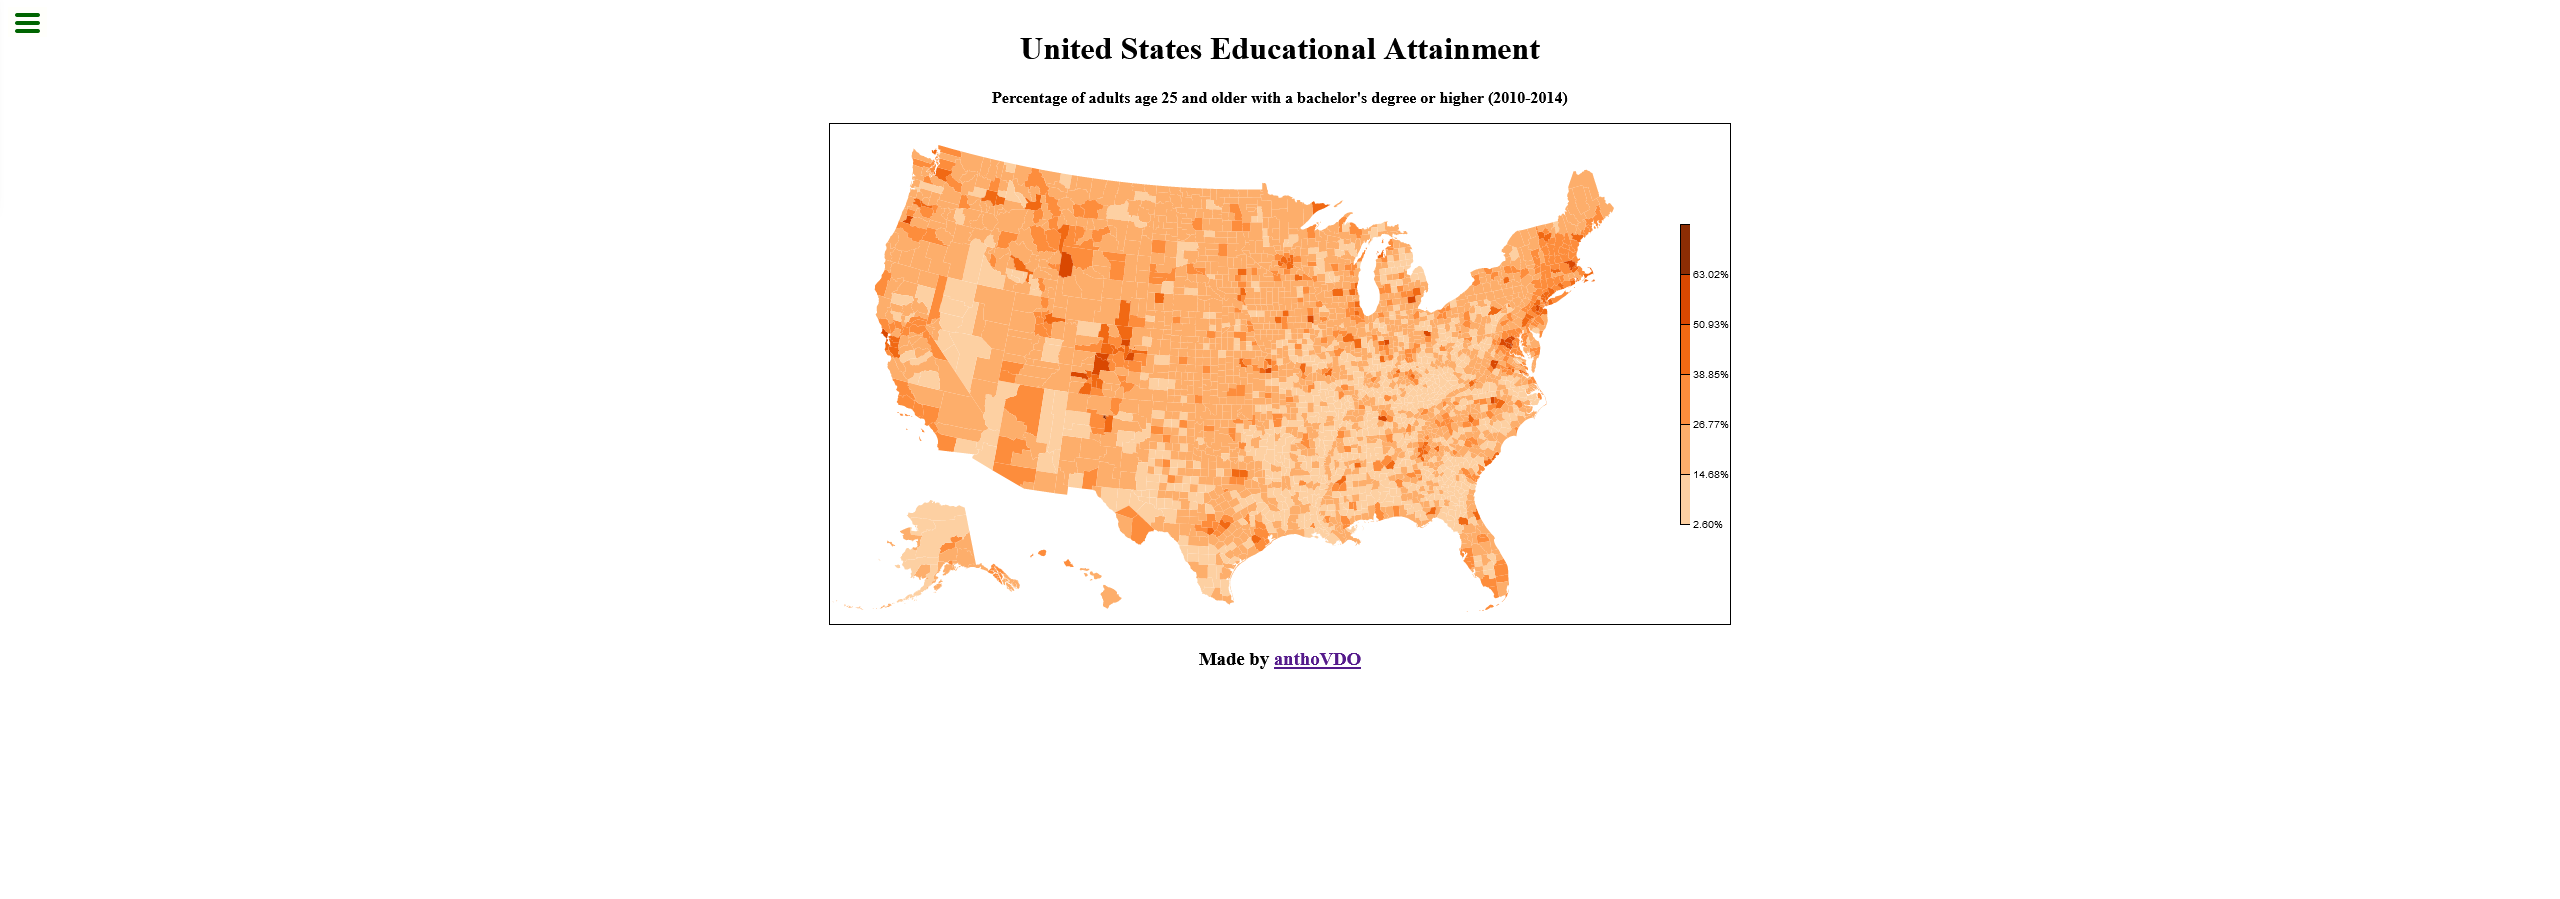 United States Educational Attainment
Percentage of adults age 25 and older with a bachelor's degree or higher (2010-2014)
63.02%
50.93%
38.85%
26.77%
14.68%
2.60%
Made by anthoVDO